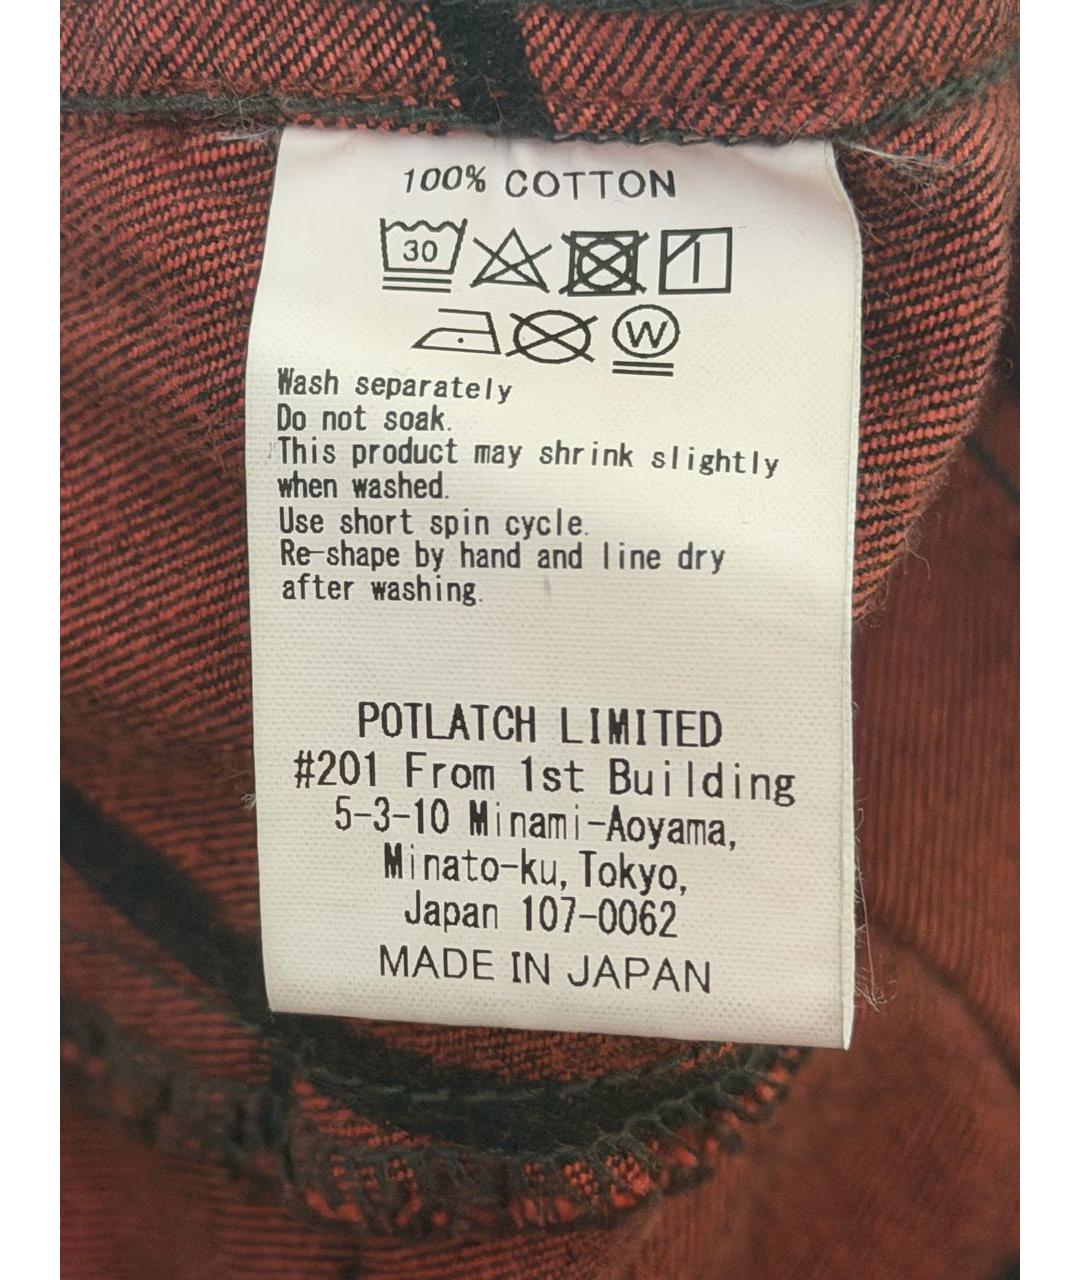 100% COTTON
30
W
Wash separately
Do not soak.
This product may shrink slightly
when washed.
Use short spin cycle.
Re-shape by hand and line dry
after washing.
POTLATCH LIMITED
#201 From 1st Building
5-3-10 Minami-Aoyama,
Minato-ku, Tokyo,
Japan 107-0062
MADE IN JAPAN